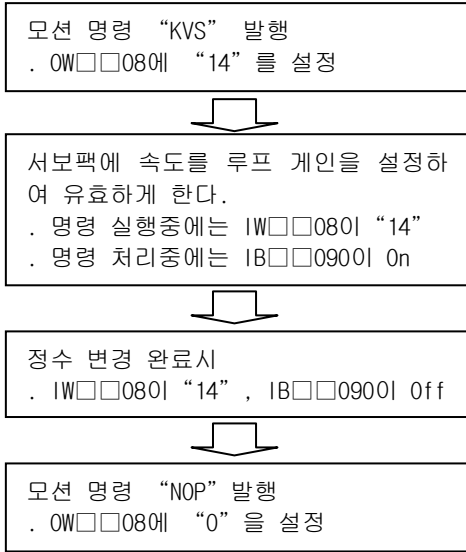 모션 명령 “KVS” 발행
. OW□□08에 “14”를 설정
서보팩에 속도를 루프 게인을 설정하
여 유효하게 한다.
. 명령 실행중에는 IW□□08이 “14”
. 명령 처리중에는 IB□□090이 On
정수 변경 완료시
. IW□□08이 “14”, IB□□090이 Off
모션 명령 “NOP”발행
. OW□□08에 “0”을 설정